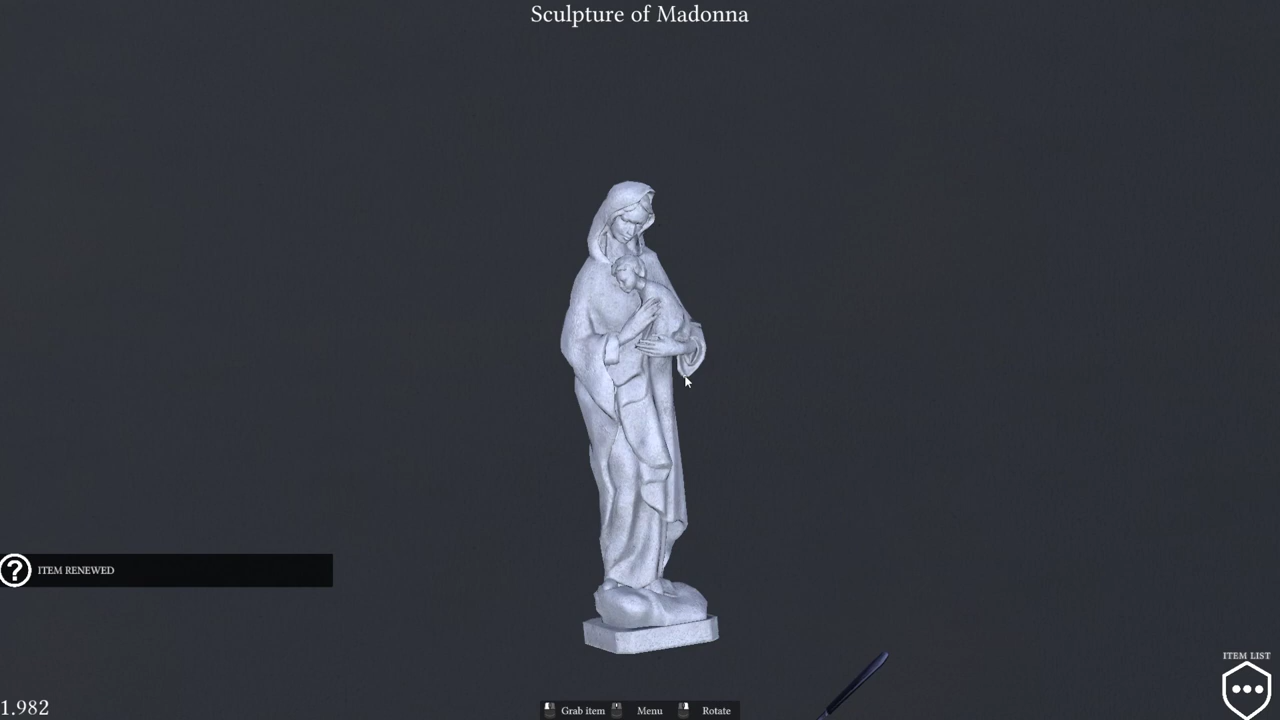 Sculpture of Madonna
ITEM RENEWED
ITEM LIST
1.982
Grab item Menu Rotate